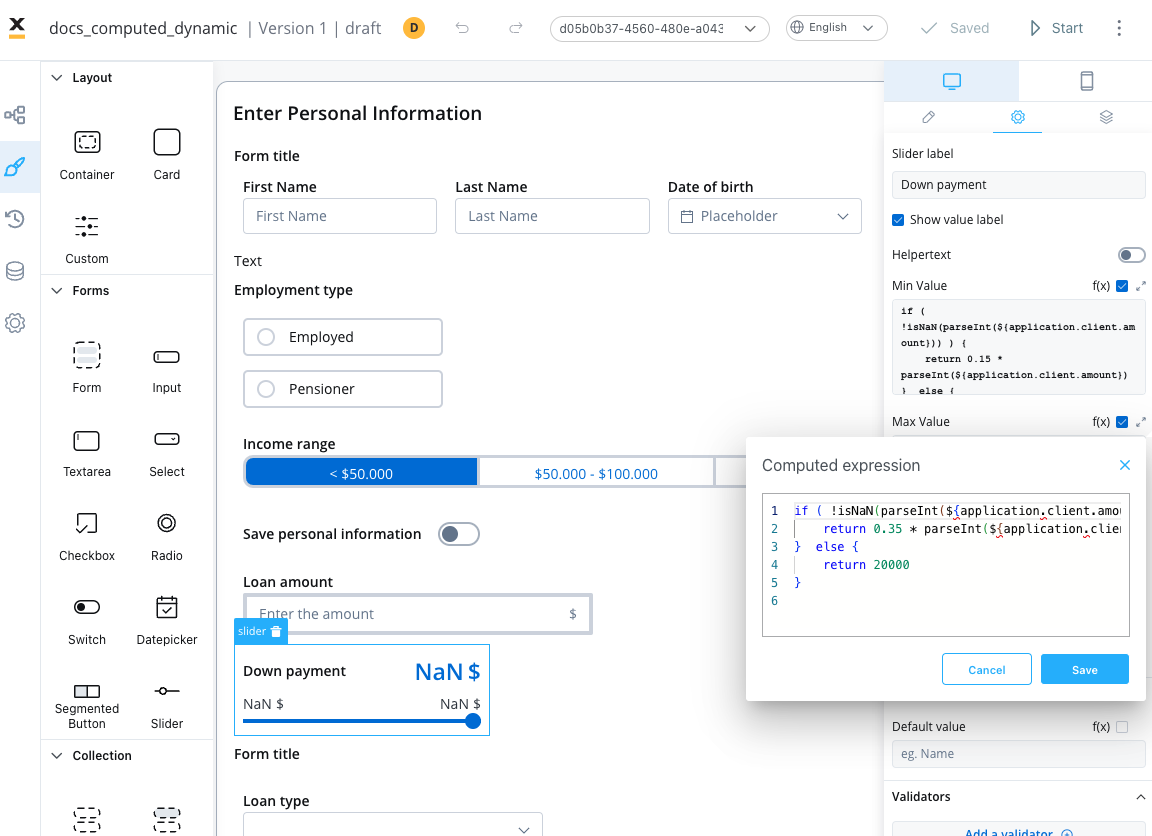 docs_computed_dynamic | Version 1 | draft
D
d05b0b37-4560-480e-a043
English
Saved
Start
Layout
Container
Card
Custom
Forms
Form
Input
Textarea
Select
Checkbox
Radio
Switch
Datepicker
Segmented
Button
Slider
Collection
Enter Personal Information
Form title
First Name
Last Name
Date of birth
First Name
Last Name
Placeholder
Text
Employment type
Employed
Pensioner
Income range
< $50.000
$50.000 - $100.000
Save personal information
Loan amount
Enter the amount
$
slider
Down payment
NaN $
NaN $
NaN $
Form title
Loan type
Slider label
Down payment
Show value label
Helpertext
Min Value
f(x)
if (
!isNaN(parseInt(${application.client.am
ount})) ) {
return 0.15 *
parseInt(${application.client.amount})
} else {
Max Value
f(x)
Computed expression
1 if ( !isNaN(parseInt(${application.client.amou
2 return 0.35 * parseInt(${application.clien
3 } else {
4 return 20000
5 }
6
Cancel
Save
Default value
f(x)
eg. Name
Validators
Add a validator